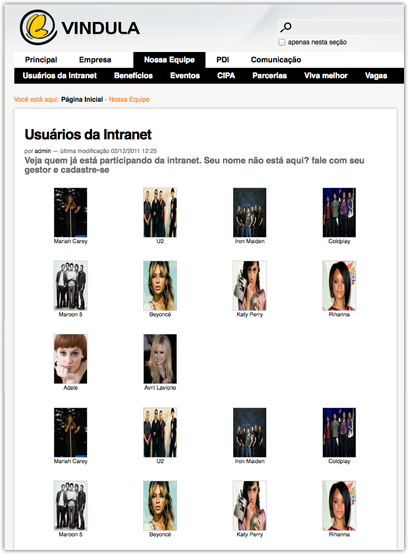 VINDULA
apenas nesta seção
Principal Empresa Nossa Equipe PDI Comunicação
Usuários da Intranet Benefícios Eventos CIPA Parcerias Viva melhor Vagas
Você está aqui: Página Inicial › Nossa Equipe
Usuários da Intranet
por admin — última modificação 02/12/2011 12:25
Veja quem já está participando da intranet. Seu nome não está aqui? fale com seu
gestor e cadastre-se
Mariah Carey U2 Iron Maiden Coldplay
Maroon 5 Beyoncé Katy Perry Rihanna
Adele Avril Lavigne
Mariah Carey U2 Iron Maiden Coldplay
Maroon 5 Beyoncé Katy Perry Rihanna